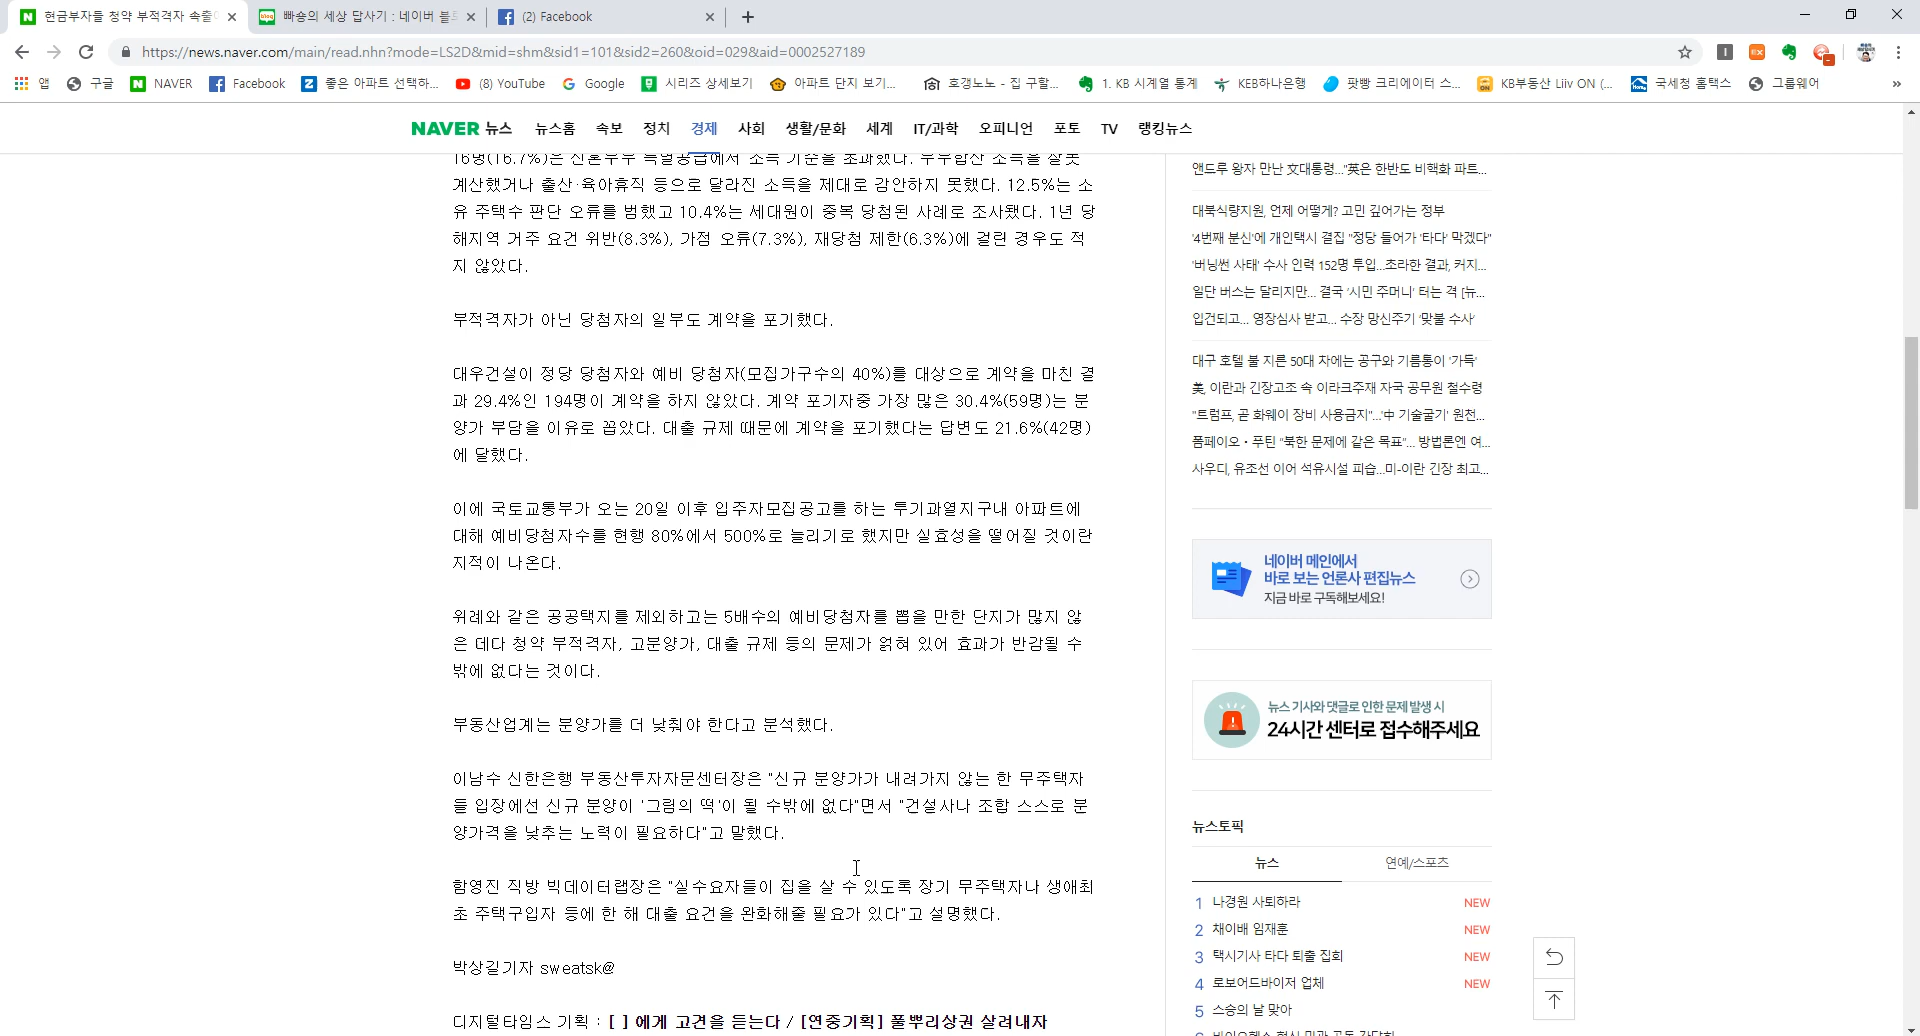 현금부자들 청약 부적격자 속출
빠숑의 세상 답사기 : 네이버 블
(2) Facebook
https://news.naver.com/main/read.nhn?mode=LS2D&mid=shm&sid1=101&sid2=260&oid=029&aid=0002527189
앱 구글 NAVER Facebook 좋은 아파트 선택하... (8) YouTube Google 시리즈 상세보기 아파트 단지 보기... 호갱노노 - 집 구할... 1. KB 시계열 통계 KEB하나은행 팟빵 크리에이터 스... KB부동산 Liiv ON (... 국세청 홈택스 그룹웨어 »
NAVER 뉴스 뉴스홈 속보 정치 경제 사회 생활/문화 세계 IT/과학 오피니언 포토 TV 랭킹뉴스
16명(16.7%)은 신혼부부 특별공급에서 소득 기준을 초과했다. 부부합산 소득을 잘못
계산했거나 출산·육아휴직 등으로 달라진 소득을 제대로 감안하지 못했다. 12.5%는 소
유 주택수 판단 오류를 범했고 10.4%는 세대원이 중복 당첨된 사례로 조사됐다. 1년 당
해지역 거주 요건 위반(8.3%), 가점 오류(7.3%), 재당첨 제한(6.3%)에 걸린 경우도 적
지 않았다.
부적격자가 아닌 당첨자의 일부도 계약을 포기했다.
대우건설이 정당 당첨자와 예비 당첨자(모집가구수의 40%)를 대상으로 계약을 마친 결
과 29.4%인 194명이 계약을 하지 않았다. 계약 포기자중 가장 많은 30.4%(59명)는 분
양가 부담을 이유로 꼽았다. 대출 규제 때문에 계약을 포기했다는 답변도 21.6%(42명)
에 달했다.
이에 국토교통부가 오는 20일 이후 입주자모집공고를 하는 투기과열지구내 아파트에
대해 예비당첨자수를 현행 80%에서 500%로 늘리기로 했지만 실효성을 떨어질 것이란
지적이 나온다.
위례와 같은 공공택지를 제외하고는 5배수의 예비당첨자를 뽑을 만한 단지가 많지 않
은 데다 청약 부적격자, 고분양가, 대출 규제 등의 문제가 얽혀 있어 효과가 반감될 수
밖에 없다는 것이다.
부동산업계는 분양가를 더 낮춰야 한다고 분석했다.
이남수 신한은행 부동산투자자문센터장은 "신규 분양가가 내려가지 않는 한 무주택자
들 입장에선 신규 분양이 '그림의 떡'이 될 수밖에 없다"면서 "건설사나 조합 스스로 분
양가격을 낮추는 노력이 필요하다"고 말했다.
함영진 직방 빅데이터랩장은 "실수요자들이 집을 살 수 있도록 장기 무주택자나 생애최
초 주택구입자 등에 한 해 대출 요건을 완화해줄 필요가 있다"고 설명했다.
박상길기자 sweatsk@
디지털타임스 기획 : [ ] 에게 고견을 듣는다 / [연중기획] 풀뿌리상권 살려내자
앤드루 왕자 만난 文대통령..."英은 한반도 비핵화 파트...
대북식량지원, 언제 어떻게? 고민 깊어가는 정부
'4번째 분신'에 개인택시 결집 "정당 들어가 '타다' 막겠다"
'버닝썬 사태' 수사 인력 152명 투입...초라한 결과, 커지...
일단 버스는 달리지만... 결국 '시민 주머니' 터는 격 [뉴...
입건되고... 영장심사 받고... 수장 망신주기 '맞불 수사'
대구 호텔 불 지른 50대 차에는 공구와 기름통이 '가득'
美, 이란과 긴장고조 속 이라크주재 자국 공무원 철수령
"트럼프, 곧 화웨이 장비 사용금지"...'中 기술굴기' 원천...
폼페이오·푸틴 "북한 문제에 같은 목표"... 방법론엔 여...
사우디, 유조선 이어 석유시설 피습...미-이란 긴장 최고...
네이버 메인에서
바로 보는 언론사 편집뉴스
지금 바로 구독해보세요!
뉴스 기사와 댓글로 인한 문제 발생 시
24시간 센터로 접수해주세요
뉴스토픽
뉴스 연예/스포츠
1 나경원 사퇴하라 NEW
2 채이배 임재훈 NEW
3 택시기사 타다 퇴출 집회 NEW
4 로보어드바이저 업체 NEW
5 스승의 날 맞아